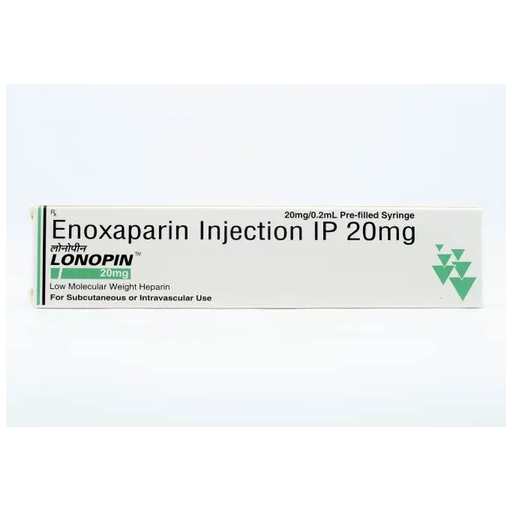 Rx
20mg/0.2mL Pre-filled Syringe
Enoxaparin Injection IP 20mg
लोनोपीन
LONOPIN™
20mg
Low Molecular Weight Heparin
For Subcutaneous or Intravascular Use